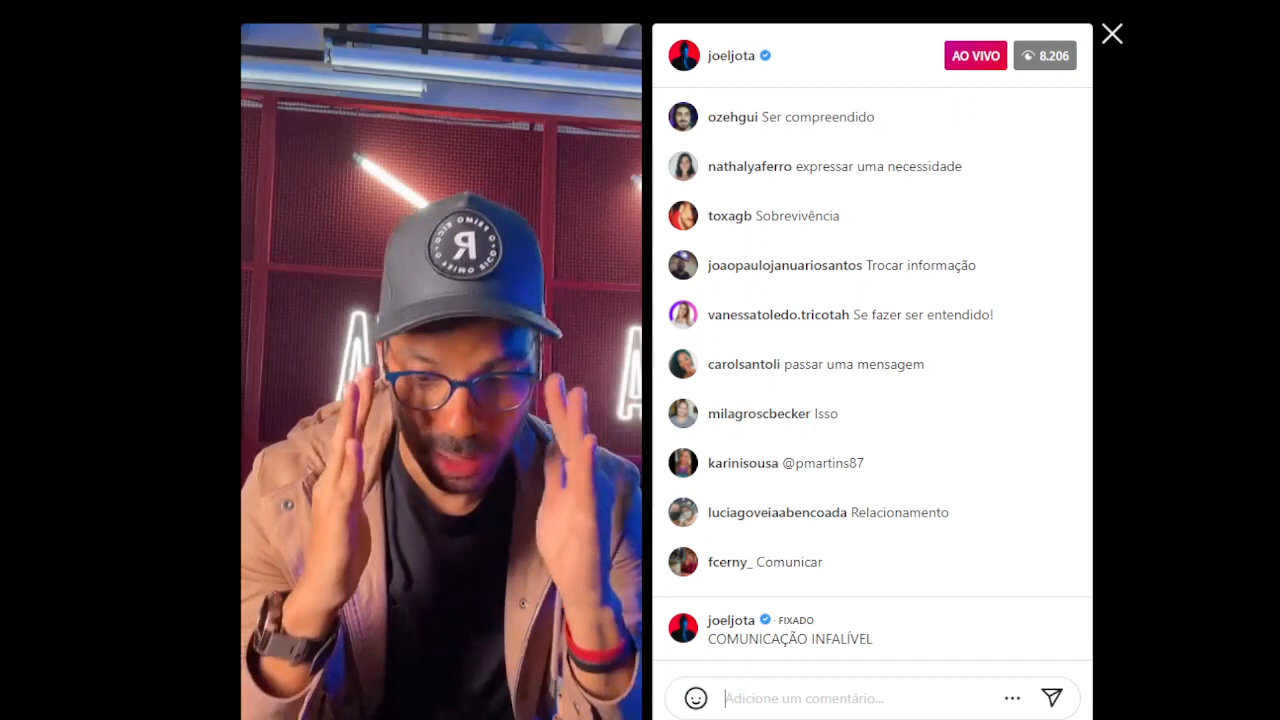 joeljota
AO VIVO
8.206
ozehgui Ser compreendido
nathalyaferro expressar uma necessidade
toxagb Sobrevivência
joaopaulojanuariosantos Trocar informação
vanessatoledo.tricotah Se fazer ser entendido!
carolsantoli passar uma mensagem
milagroscbecker Isso
karinisousa @pmartins87
luciagoveiaabencoada Relacionamento
fcerny_ Comunicar
joeljota · FIXADO
COMUNICAÇÃO INFALÍVEL
Adicione um comentário...